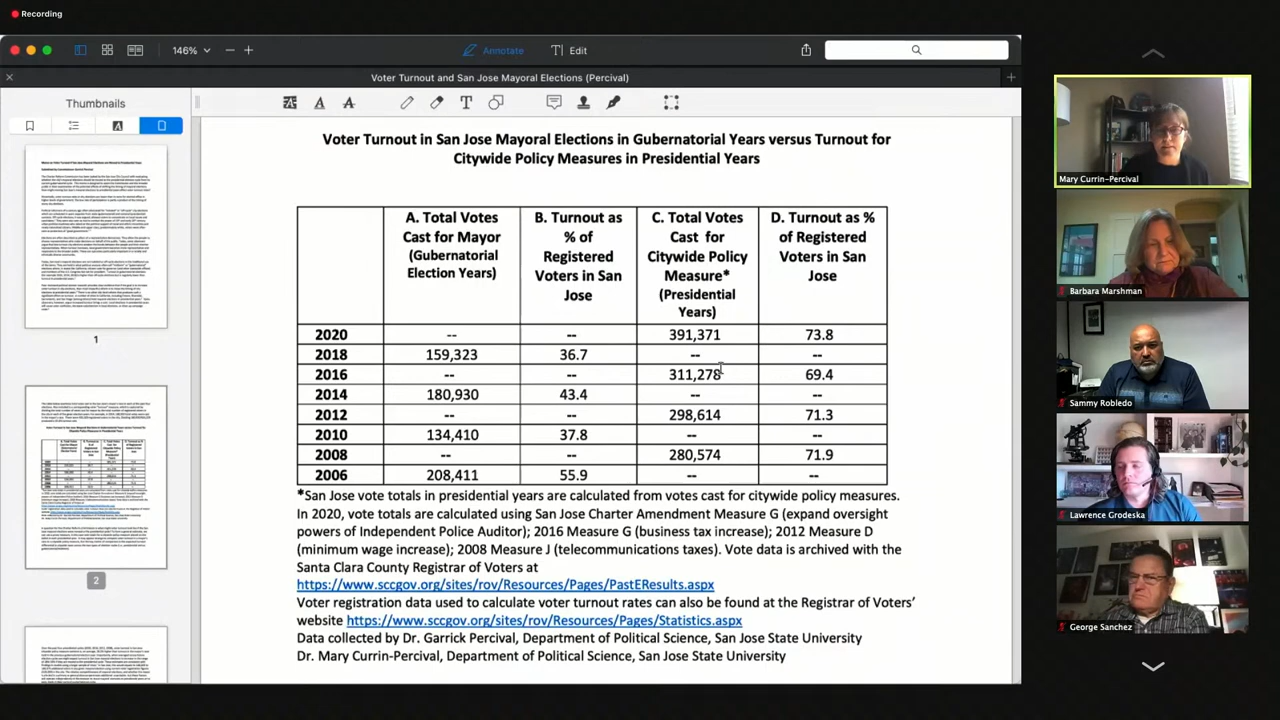 Recording
146%
Annotate
Edit
Voter Turnout and San Jose Mayoral Elections (Percival)
Thumbnails
1
2
Voter Turnout in San Jose Mayoral Elections in Gubernatorial Years versus Turnout for
Citywide Policy Measures in Presidential Years
A. Total Votes
Cast for Mayor
(Gubernatorial
Election Years)
B. Turnout as
% of
Registered
Voters in San
Jose
C. Total Votes
Cast for
Citywide Policy
Measure*
(Presidential
Years)
D. Turnout as %
of Registered
Voters in San
Jose
2020 -- -- 391,371 73.8
2018 159,323 36.7 -- --
2016 -- -- 311,278 69.4
2014 180,930 43.4 -- --
2012 -- -- 298,614 71.3
2010 134,410 37.8 -- --
2008 -- -- 280,574 71.9
2006 208,411 55.9 -- --
*San Jose vote totals in presidential years are calculated from votes cast for citywide policy measures.
In 2020, vote totals are calculated using San Jose Charter Amendment Measure G (expand oversight
power of Independent Police Auditor); 2016 Measure G (business tax increase); 2012 Measure D
(minimum wage increase); 2008 Measure J (telecommunications taxes). Vote data is archived with the
Santa Clara County Registrar of Voters at
https://www.sccgov.org/sites/rov/Resources/Pages/PastEResults.aspx
Voter registration data used to calculate voter turnout rates can also be found at the Registrar of Voters'
website https://www.sccgov.org/sites/rov/Resources/Pages/Statistics.aspx
Data collected by Dr. Garrick Percival, Department of Political Science, San Jose State University
Dr. Mary Currin-Percival, Department of Political Science, San Jose State University
Mary Currin-Percival
Barbara Marshman
Sammy Robledo
Lawrence Grodeska
George Sanchez